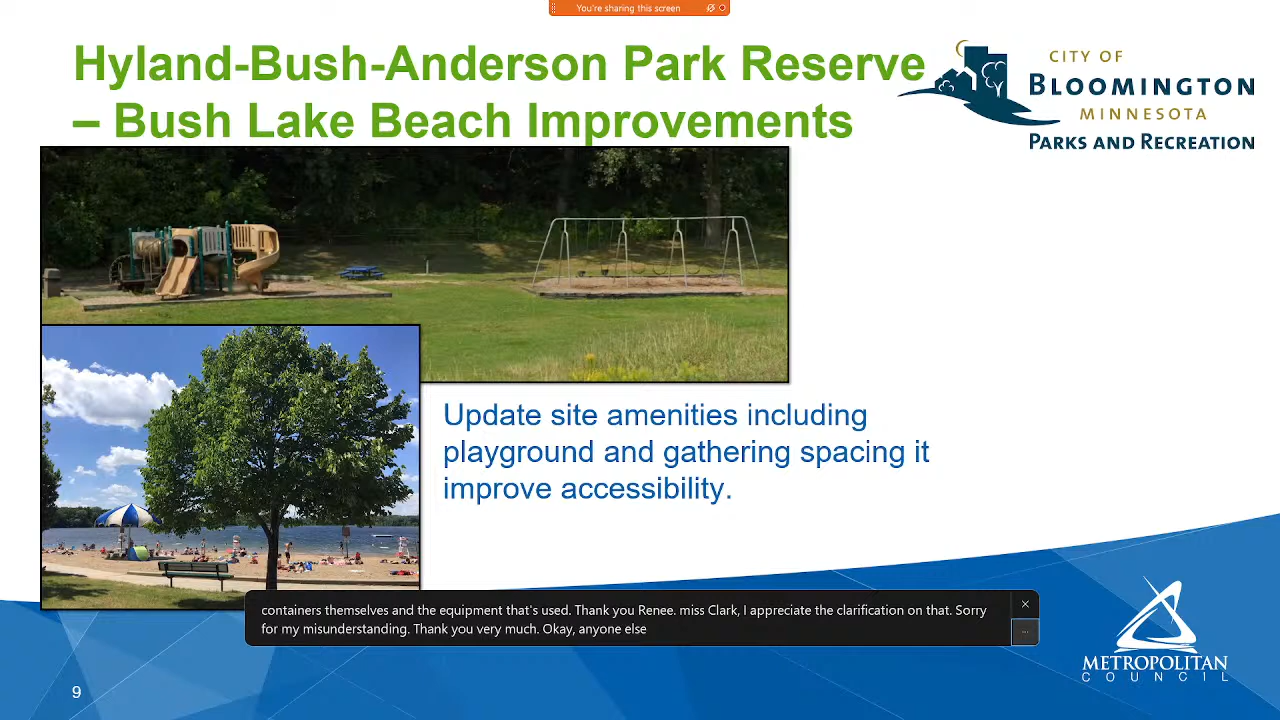 You're sharing this screen
Hyland-Bush-Anderson Park Reserve
– Bush Lake Beach Improvements
CITY OF
BLOOMINGTON
MINNESOTA
PARKS AND RECREATION
Update site amenities including
playground and gathering spacing it
improve accessibility.
containers themselves and the equipment that's used. Thank you Renee. miss Clark, I appreciate the clarification on that. Sorry
for my misunderstanding. Thank you very much. Okay, anyone else
METROPOLITAN
COUNCIL
9